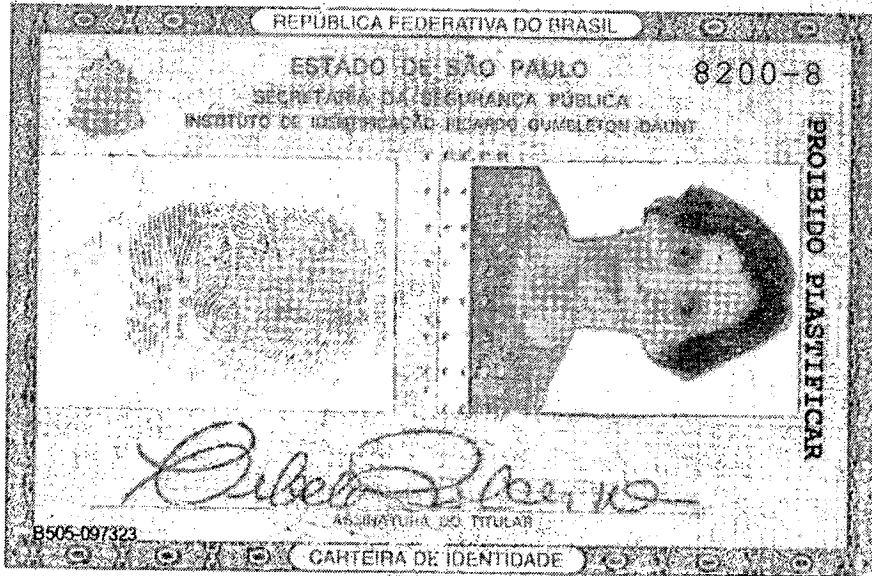 REPÚBLICA FEDERATIVA DO BRASIL
ESTADO DE SÃO PAULO
8200-8
SECRETARIA DA SEGURANÇA PÚBLICA
INSTITUTO DE IDENTIFICAÇÃO RICARDO GUMBLETON DAUNT
PROIBIDO PLASTIFICAR
ASSINATURA DO TITULAR
B505-097323
CARTEIRA DE IDENTIDADE